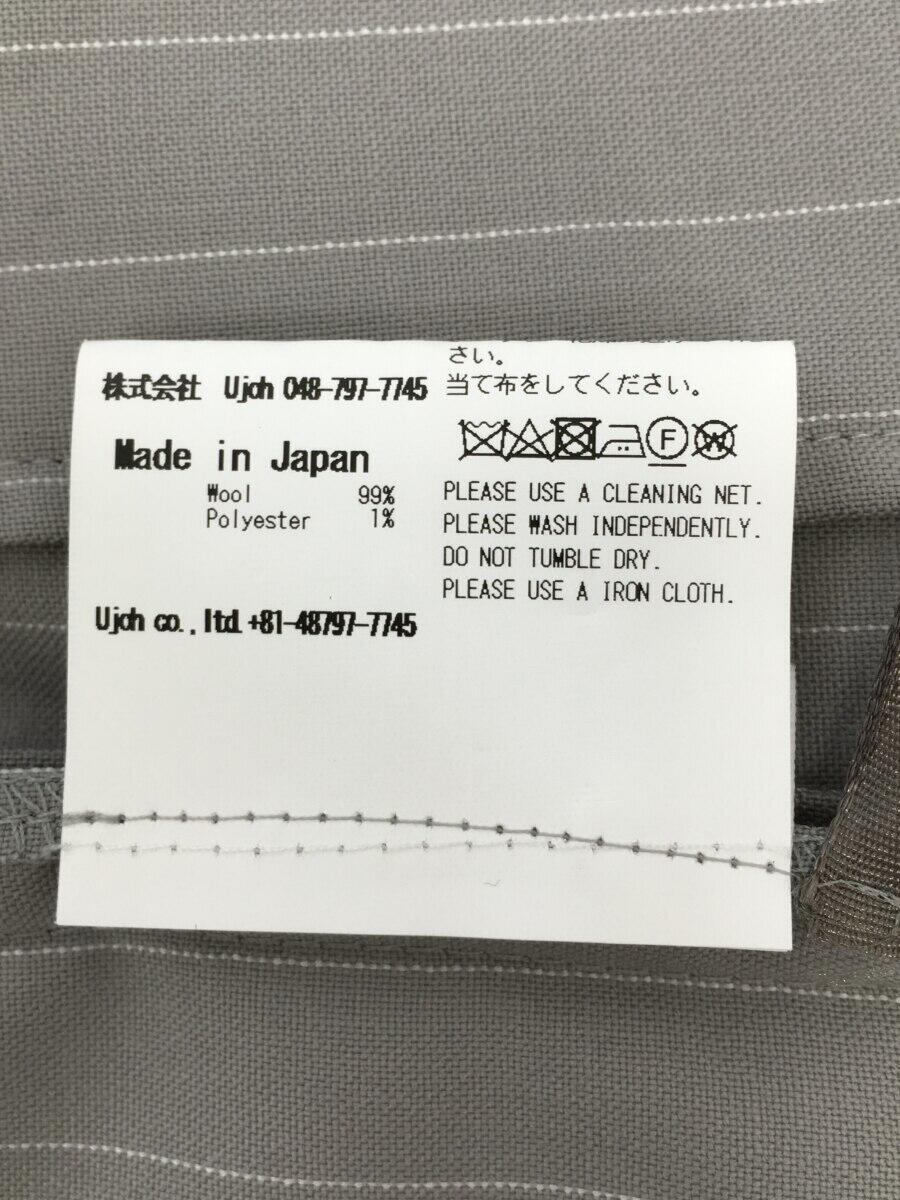 株式会社 Ujoh 048-797-7745
Made in Japan
Wool 99%
Polyester 1%
Ujoh co.,ltd. +81-48797-7745
さい。
当て布をしてください。
F W
PLEASE USE A CLEANING NET.
PLEASE WASH INDEPENDENTLY.
DO NOT TUMBLE DRY.
PLEASE USE A IRON CLOTH.